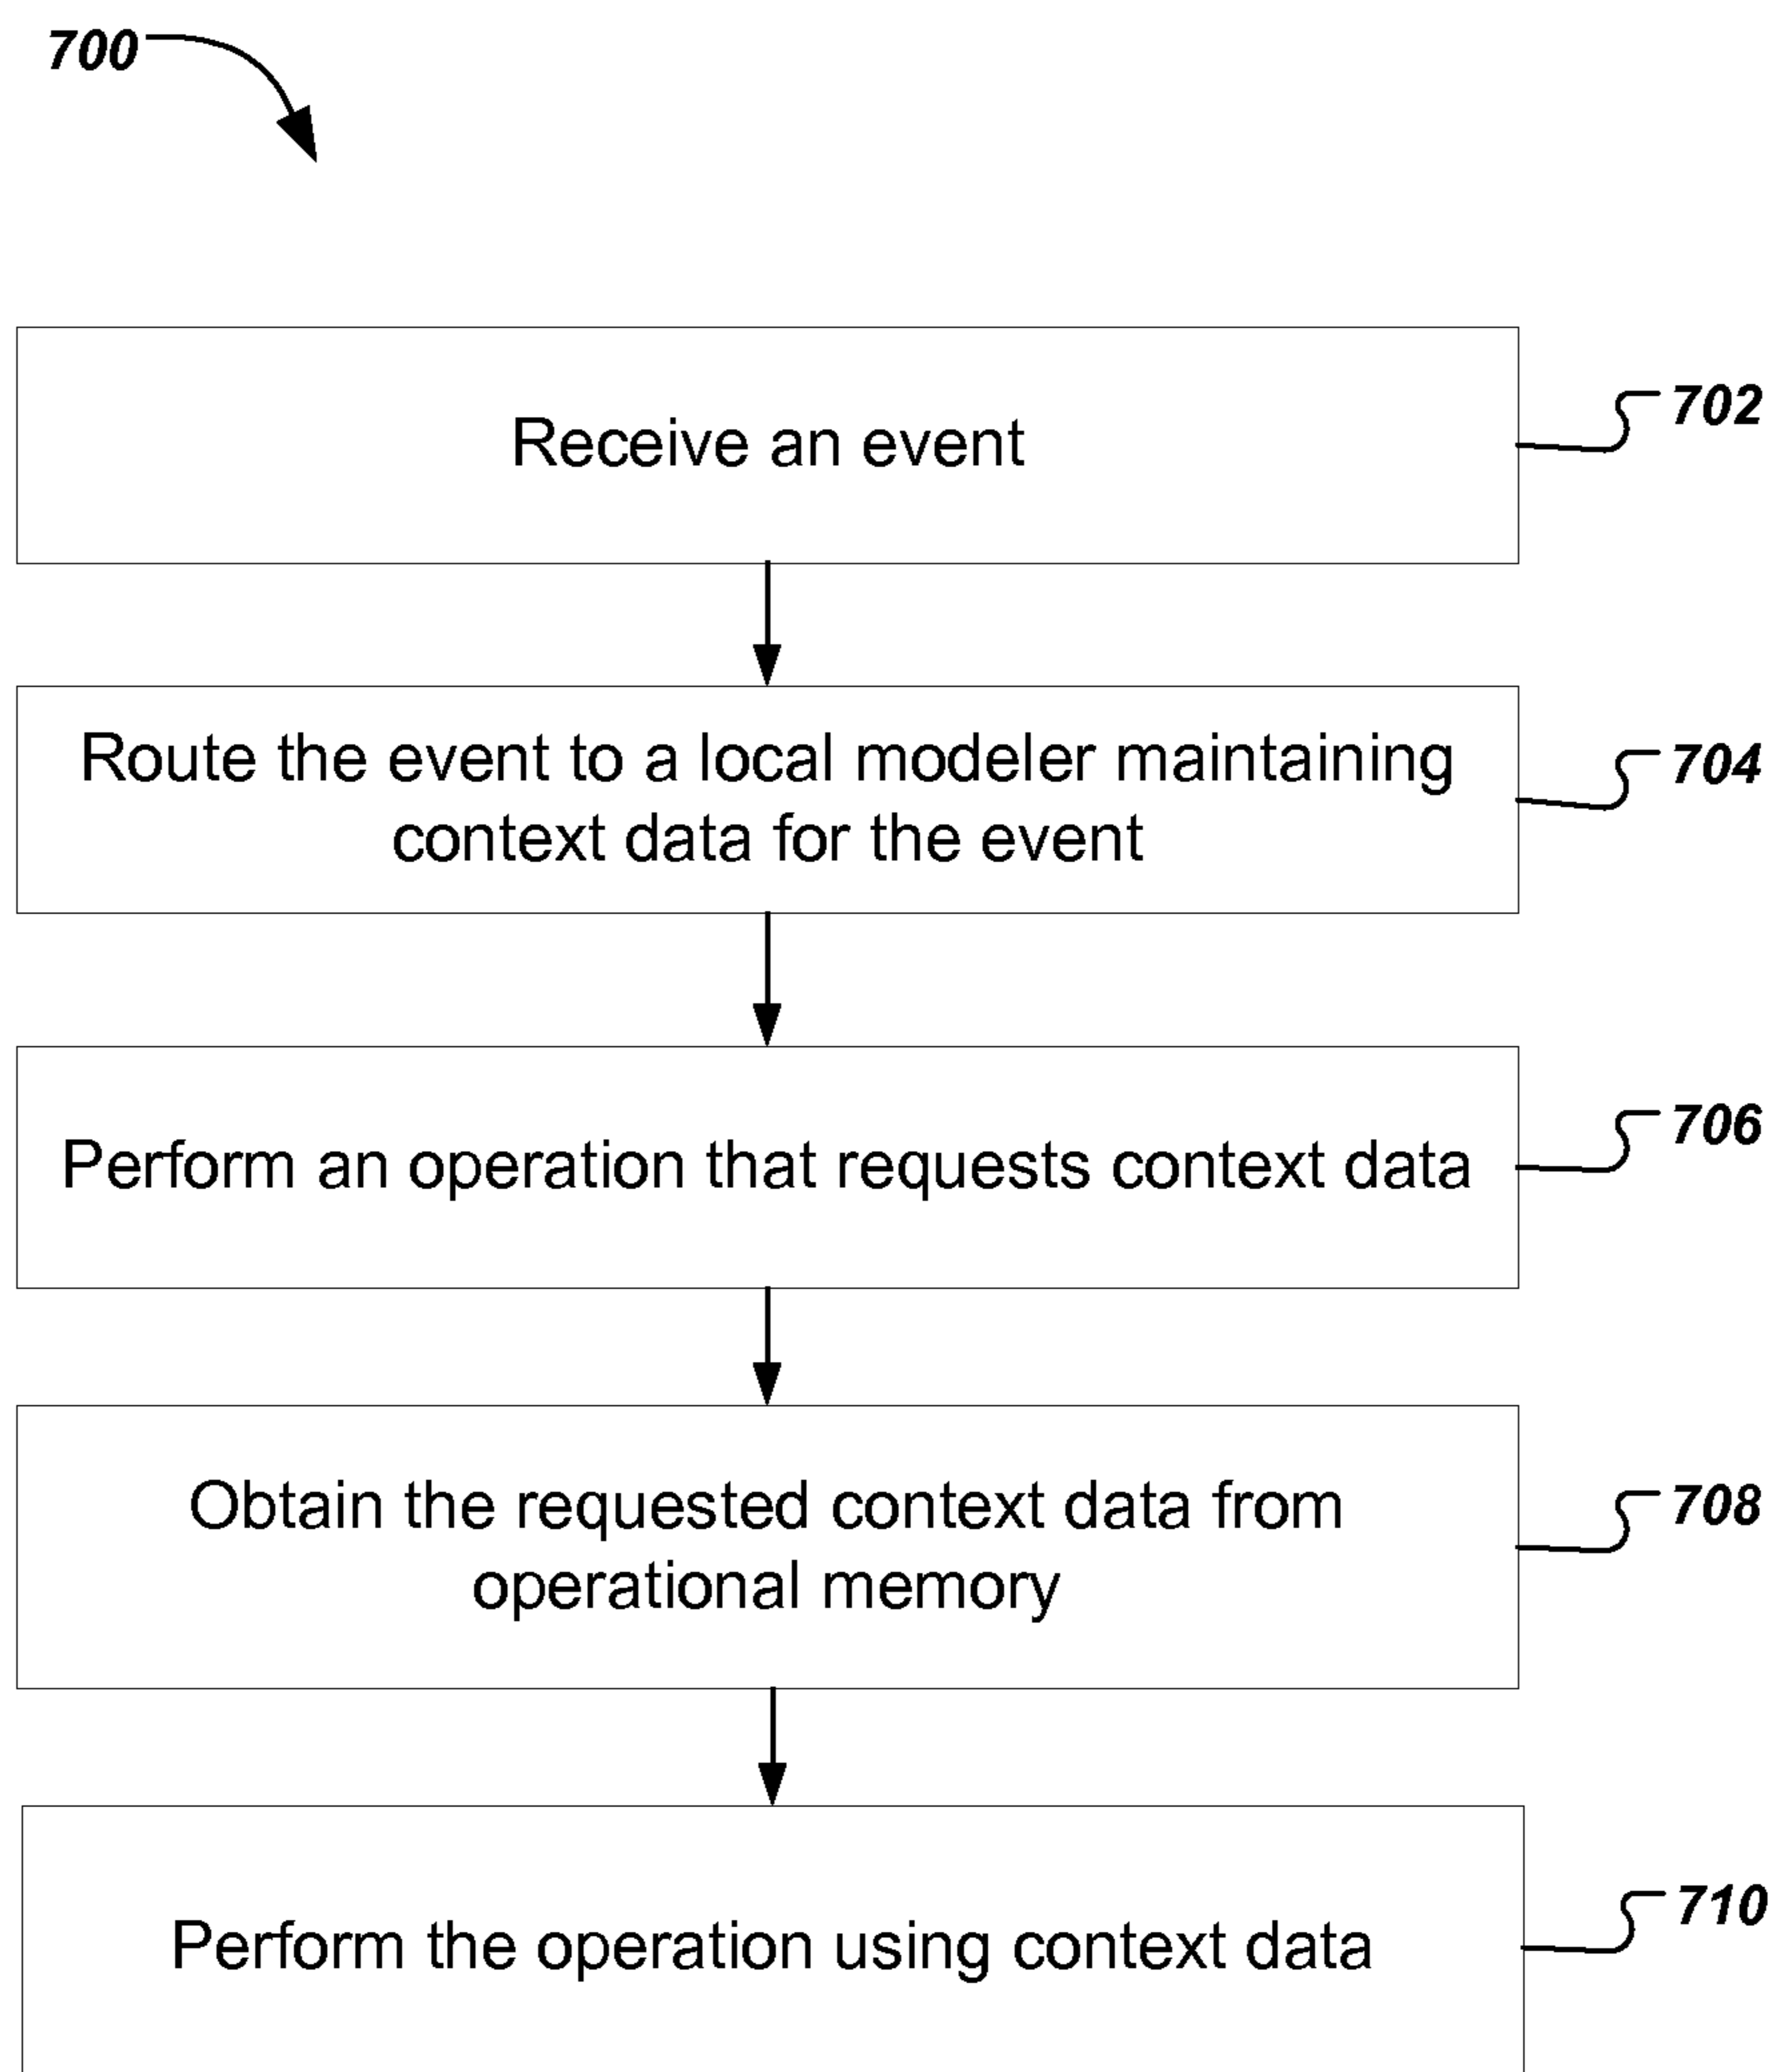 700
Receive an event
702
Route the event to a local modeler maintaining
context data for the event
704
Perform an operation that requests context data
706
Obtain the requested context data from
operational memory
708
Perform the operation using context data
710